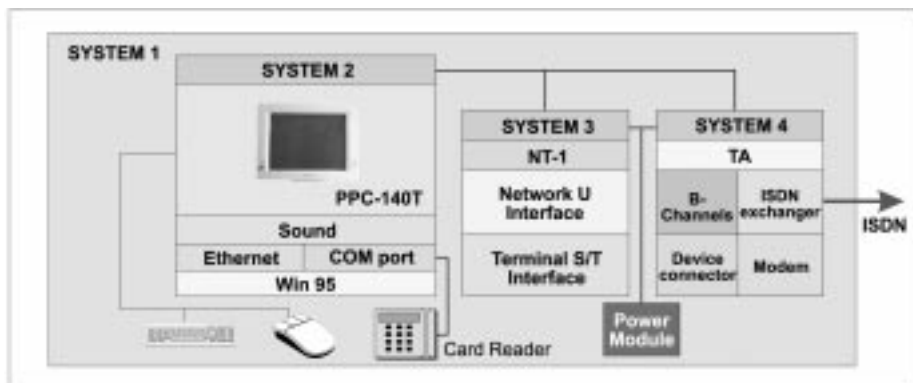 SYSTEM 1
SYSTEM 2
PPC-140T
Sound
Ethernet
COM port
Win 95
Card Reader
SYSTEM 3
NT-1
Network U
Interface
Terminal S/T
Interface
Power
Module
SYSTEM 4
TA
B-
Channels
ISDN
exchanger
Device
connector
Modem
ISDN